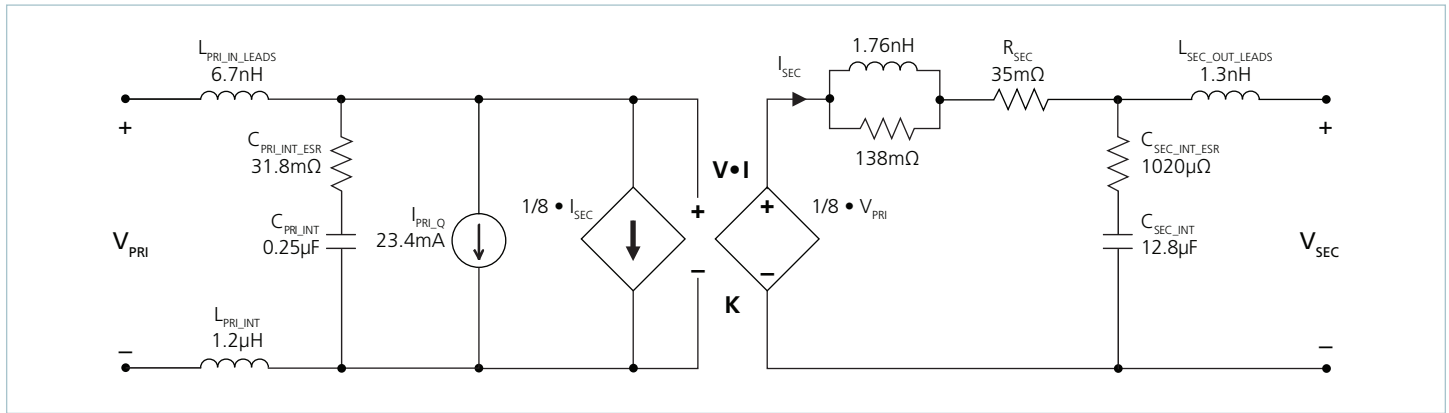 L_PRI_IN_LEADS
6.7nH
+
C_PRI_INT_ESR
31.8mΩ
C_PRI_INT
0.25µF
V_PRI
I_PRI_Q
23.4mA
1/8 • I_SEC
+
–
V•I
K
+
–
1/8 • V_PRI
L_PRI_INT
1.2µH
–
I_SEC
1.76nH
138mΩ
R_SEC
35mΩ
L_SEC_OUT_LEADS
1.3nH
+
C_SEC_INT_ESR
1020µΩ
C_SEC_INT
12.8µF
V_SEC
–